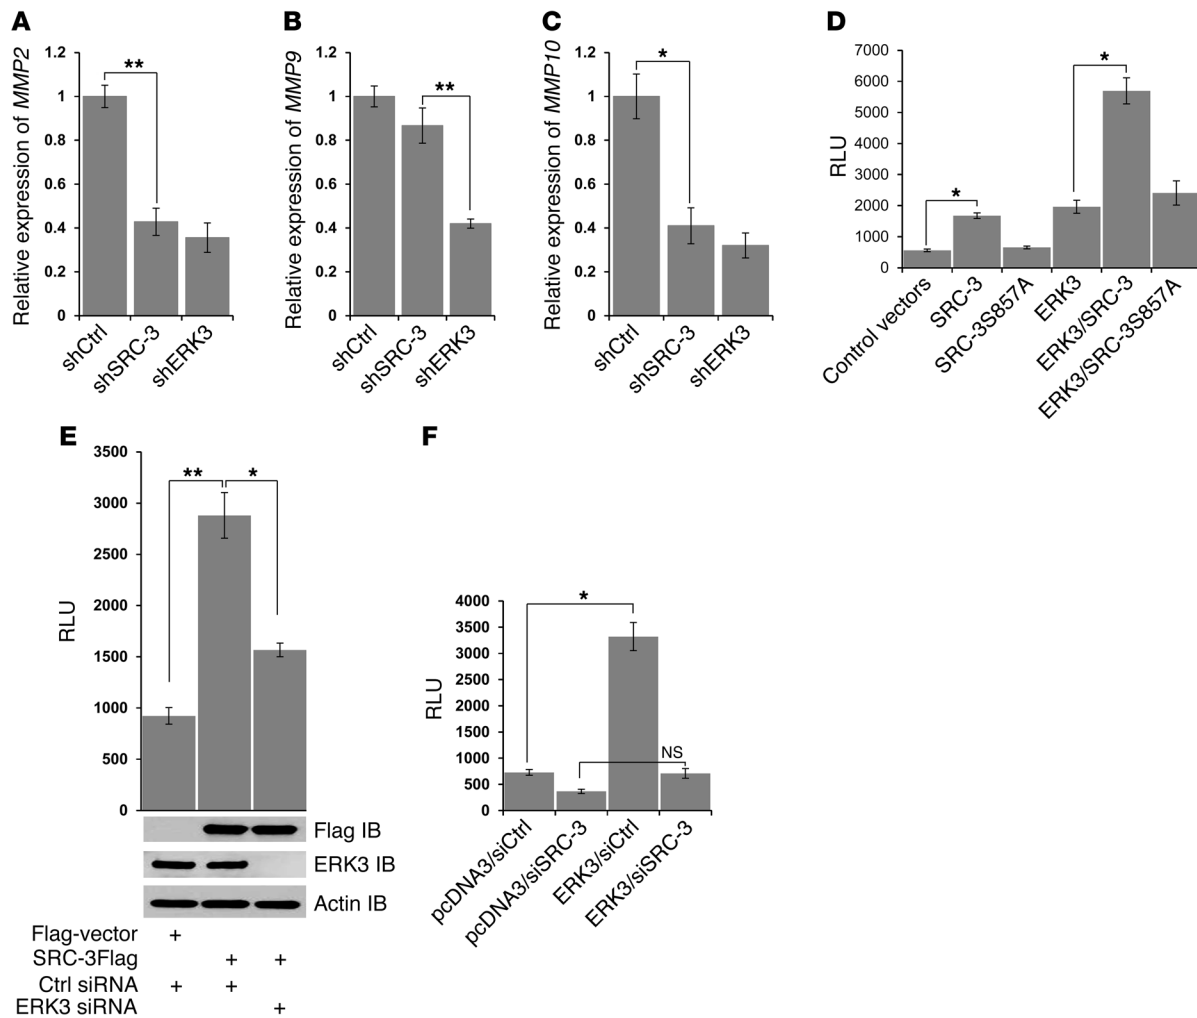 A
Relative expression of MMP2
1.2
1
0.8
0.6
0.4
0.2
0
**
shCtrl
shSRC-3
shERK3
B
Relative expression of MMP9
1.2
1
0.8
0.6
0.4
0.2
0
**
shCtrl
shSRC-3
shERK3
C
Relative expression of MMP10
1.2
1
0.8
0.6
0.4
0.2
0
*
shCtrl
shSRC-3
shERK3
D
RLU
7000
6000
5000
4000
3000
2000
1000
0
*
*
Control vectors
SRC-3
SRC-3S857A
ERK3
ERK3/SRC-3
ERK3/SRC-3S857A
E
RLU
3500
3000
2500
2000
1500
1000
500
0
**
*
Flag IB
ERK3 IB
Actin IB
Flag-vector +
SRC-3Flag + +
Ctrl siRNA + +
ERK3 siRNA +
F
RLU
4000
3500
3000
2500
2000
1500
1000
500
0
*
NS
pcDNA3/siCtrl
pcDNA3/siSRC-3
ERK3/siCtrl
ERK3/siSRC-3